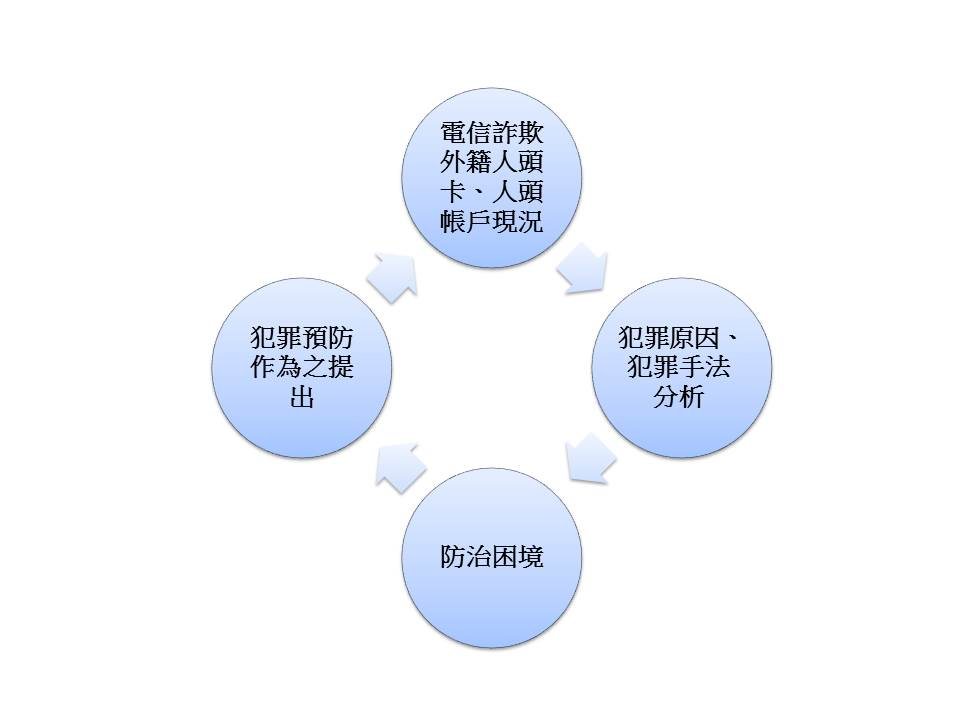 電信詐欺
外籍人頭
卡、人頭
帳戶現況
犯罪原因、
犯罪手法
分析
防治困境
犯罪預防
作為之提
出